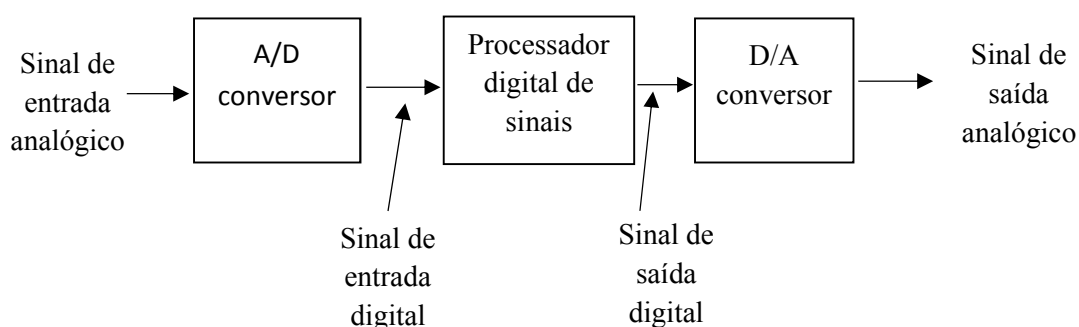 Sinal de
entrada
analógico
A/D
conversor
Processador
digital de
sinais
D/A
conversor
Sinal de
saída
analógico
Sinal de
entrada
digital
Sinal de
saída
digital